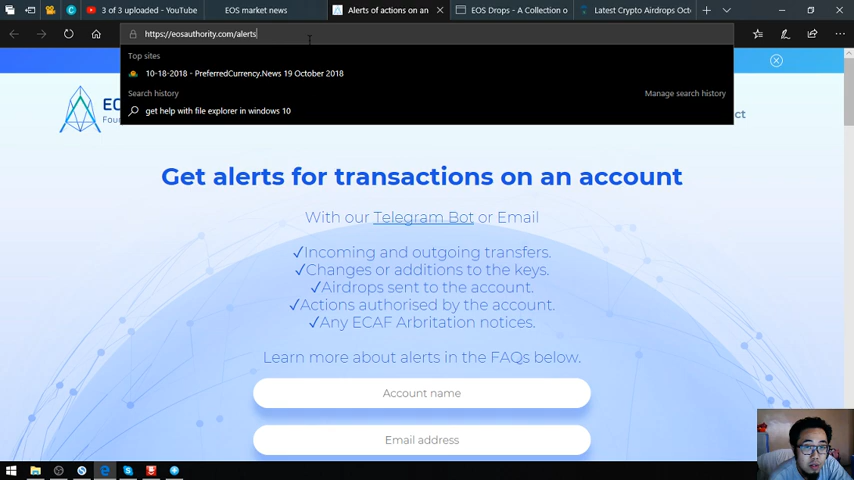 3 of 3 uploaded - YouTube
EOS market news
Alerts of actions on an
EOS Drops - A Collection o
Latest Crypto Airdrops Oct
https://eosauthority.com/alerts
Top sites
10-18-2018 - PreferredCurrency.News 19 October 2018
Search history
Manage search history
get help with file explorer in windows 10
EO
Foun
ct
Get alerts for transactions on an account
With our Telegram Bot or Email
✓Incoming and outgoing transfers.
✓Changes or additions to the keys.
✓Airdrops sent to the account.
✓Actions authorised by the account.
✓Any ECAF Arbritation notices.
Learn more about alerts in the FAQs below.
Account name
Email address